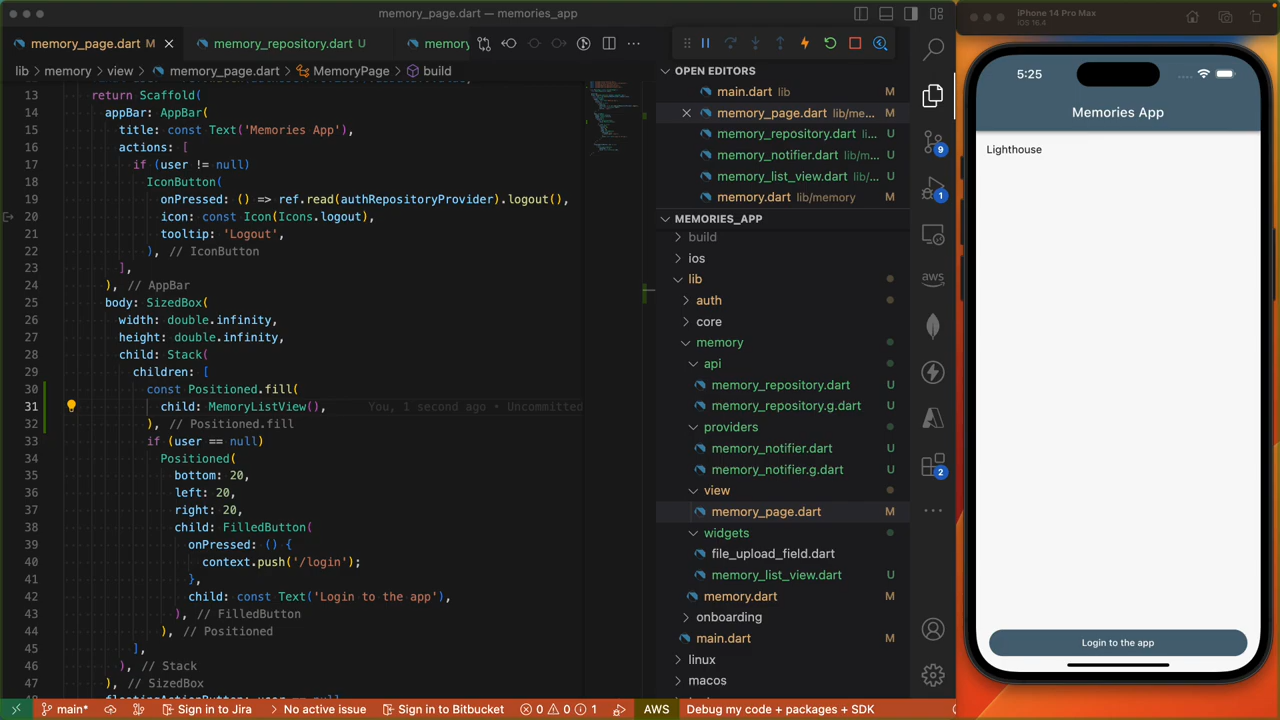 memory_page.dart — memories_app
iPhone 14 Pro Max
iOS 16.4
memory_page.dart M
memory_repository.dart U
memory
lib > memory > view > memory_page.dart > MemoryPage > build
13 return Scaffold(
14 appBar: AppBar(
15 title: const Text('Memories App'),
16 actions: [
17 if (user != null)
18 IconButton(
19 onPressed: () => ref.read(authRepositoryProvider).logout(),
20 icon: const Icon(Icons.logout),
21 tooltip: 'Logout',
22 ), // IconButton
23 ],
24 ), // AppBar
25 body: SizedBox(
26 width: double.infinity,
27 height: double.infinity,
28 child: Stack(
29 children: [
30 const Positioned.fill(
31 child: MemoryListView(), You, 1 second ago • Uncommitted
32 ), // Positioned.fill
33 if (user == null)
34 Positioned(
35 bottom: 20,
36 left: 20,
37 right: 20,
38 child: FilledButton(
39 onPressed: () {
40 context.push('/login');
41 },
42 child: const Text('Login to the app'),
43 ), // FilledButton
44 ), // Positioned
45 ],
46 ), // Stack
47 ), // SizedBox
OPEN EDITORS
main.dart lib M
memory_page.dart lib/me... M
memory_repository.dart li... U
memory_notifier.dart lib/m... U
memory_list_view.dart lib/... U
memory.dart lib/memory M
MEMORIES_APP
build
ios
lib
auth
core
memory
api
memory_repository.dart U
memory_repository.g.dart U
providers
memory_notifier.dart U
memory_notifier.g.dart U
view
memory_page.dart M
widgets
file_upload_field.dart
memory_list_view.dart U
memory.dart M
onboarding
main.dart M
linux
macos
9
1
aws
2
5:25
Memories App
Lighthouse
Login to the app
main* Sign in to Jira No active issue Sign in to Bitbucket 0 0 1 AWS Debug my code + packages + SDK